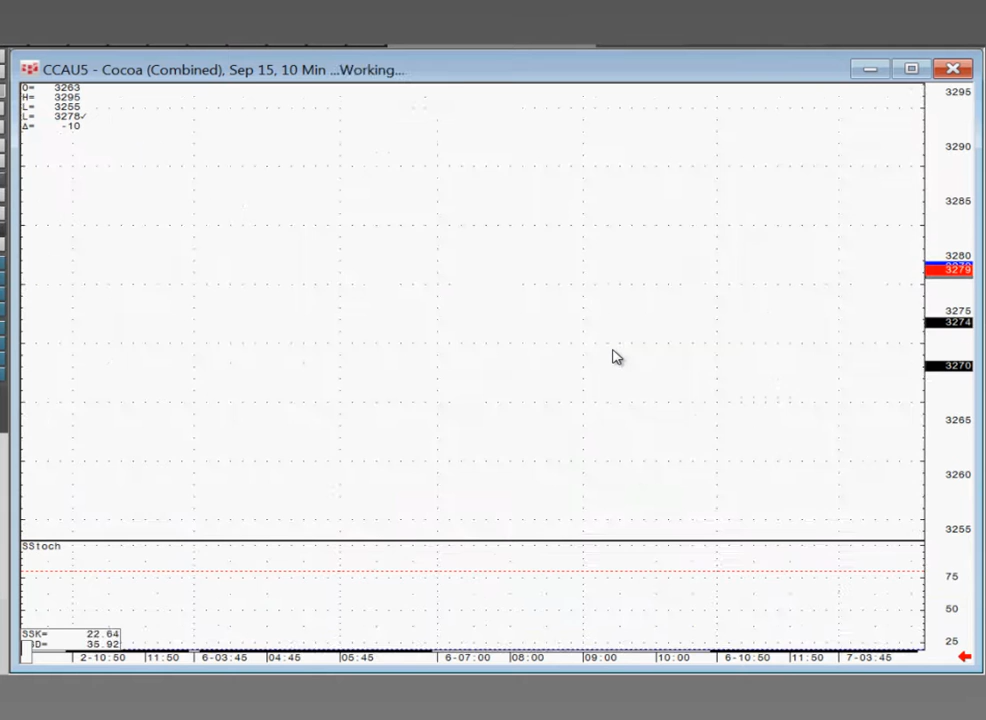 CCAU5 - Cocoa (Combined), Sep 15, 10 Min ...Working...
O= 3263
H= 3295
L= 3255
L= 3278✓
Δ= -10
3295
3290
3285
3280
3279
3275
3274
3270
3265
3260
3255
SStoch
75
50
25
SSK= 22.64
35.92
2-10:50 11:50 6-03:45 04:45 05:45 6-07:00 08:00 09:00 10:00 6-10:50 11:50 7-03:45